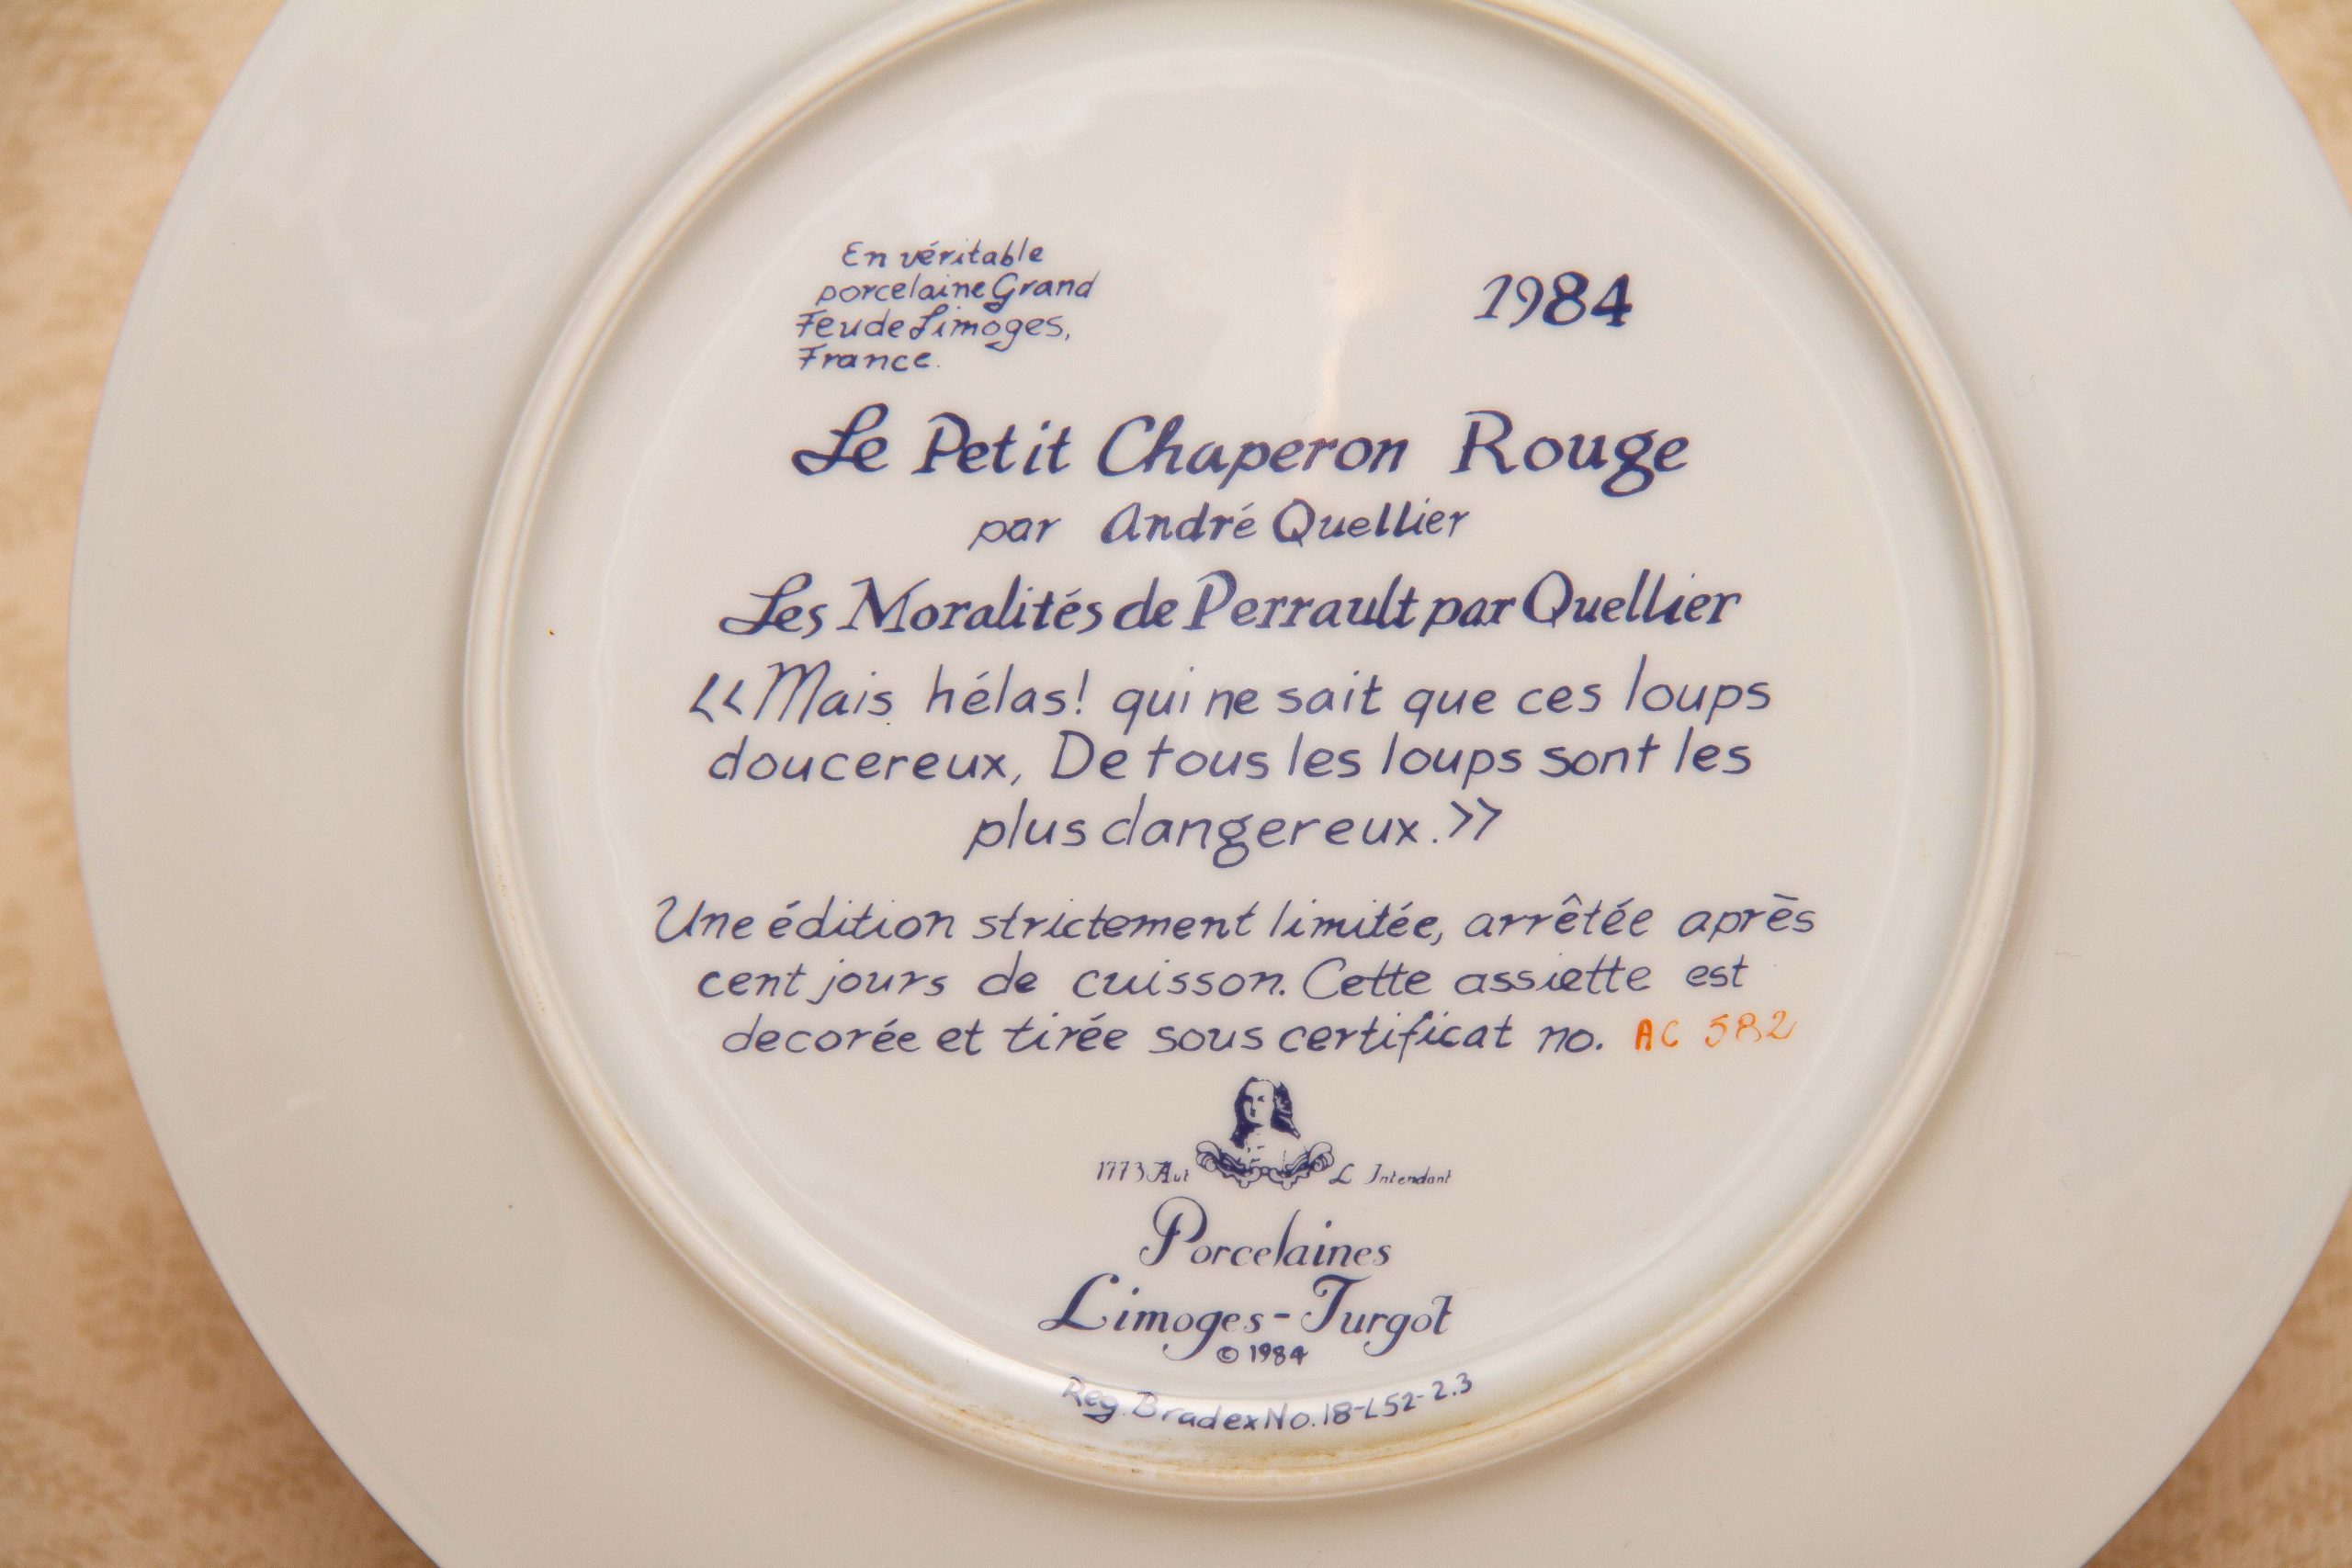 En véritable
porcelaine Grand
Feu de Limoges,
France.
1984
Le Petit Chaperon Rouge
par André Quellier
Les Moralités de Perrault par Quellier
<<Mais hélas! qui ne sait que ces loups
doucereux, De tous les loups sont les
plus dangereux.>>
Une édition strictement limitée, arrêtée après
cent jours de cuisson. Cette assiette est
decorée et tirée sous certificat no. AC 582
1773 Aut L Intendant
Porcelaines
Limoges-Turgot
© 1984
Reg. Bradex No. 18-L52-2.3